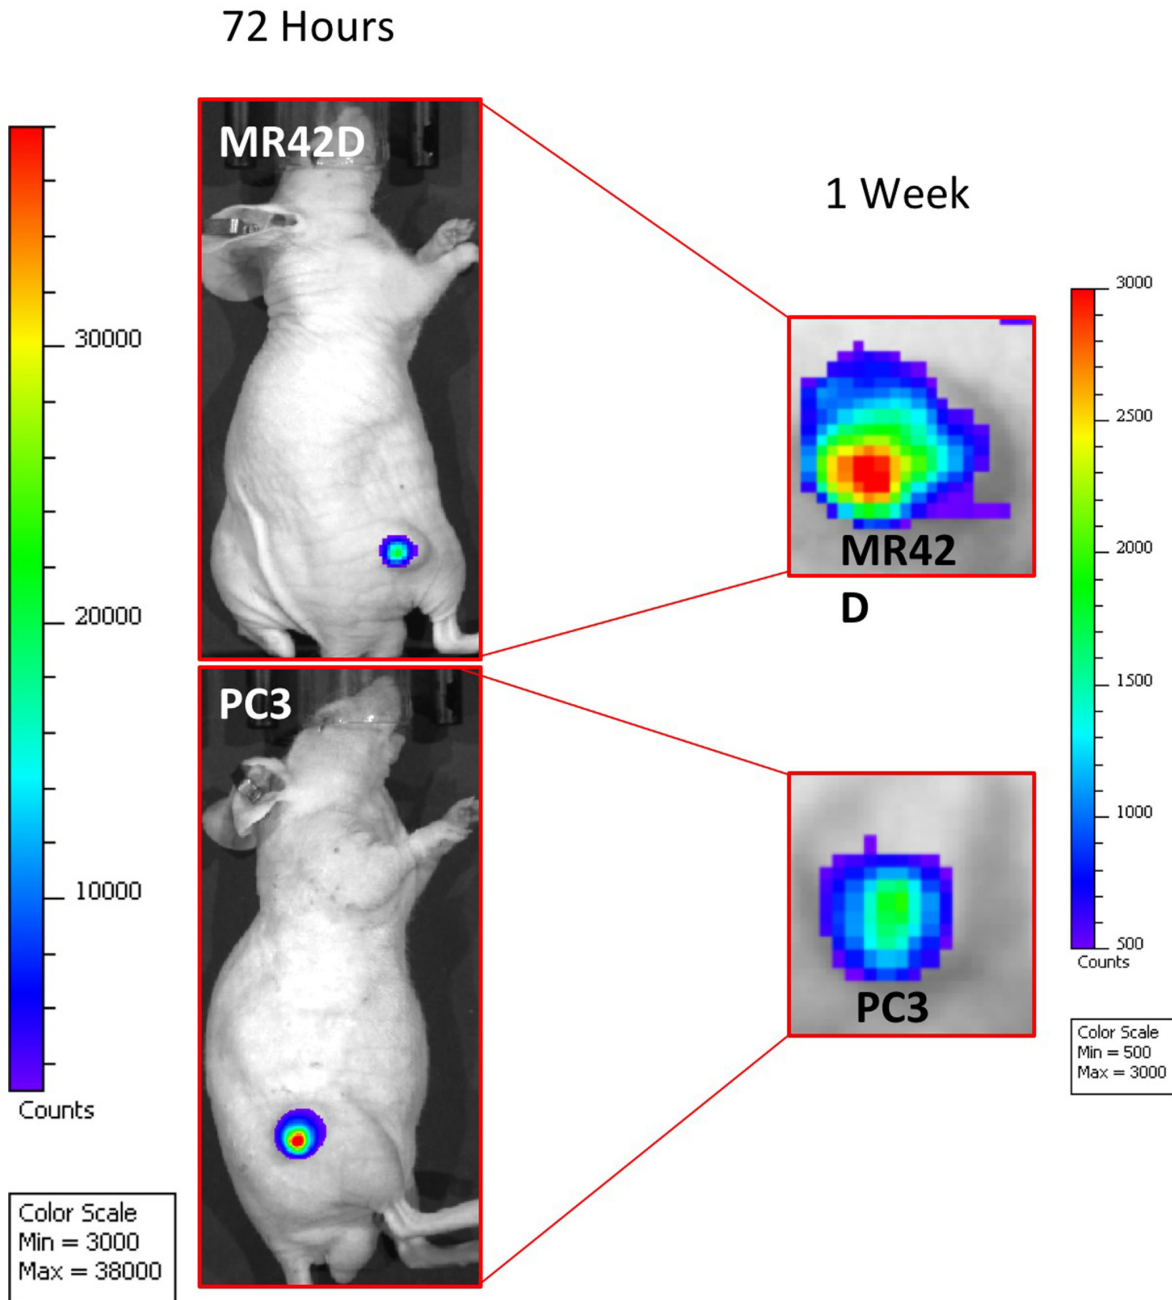 72 Hours
MR42D
1 Week
30000
20000
10000
Counts
Color Scale
Min = 3000
Max = 38000
PC3
3000
2500
2000
1500
1000
500
Counts
Color Scale
Min = 500
Max = 3000
MR42
D
PC3